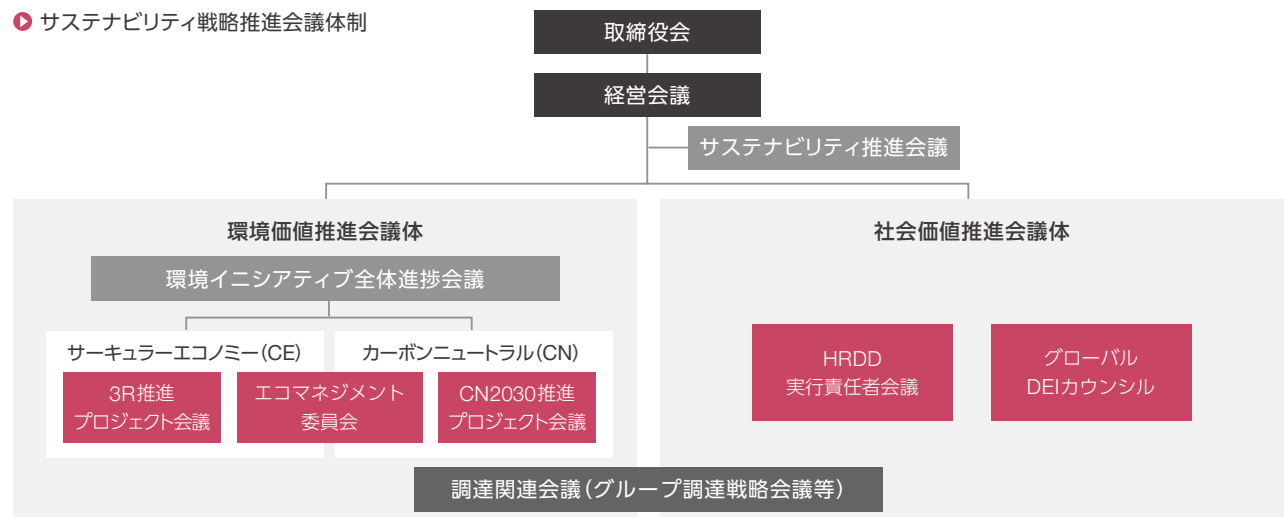 サステナビリティ戦略推進会議体制
取締役会
経営会議
サステナビリティ推進会議
環境価値推進会議体
環境イニシアティブ全体進捗会議
サーキュラーエコノミー(CE)
3R推進
プロジェクト会議
エコマネジメント
委員会
カーボンニュートラル(CN)
CN2030推進
プロジェクト会議
社会価値推進会議体
HRDD
実行責任者会議
グローバル
DEIカウンシル
調達関連会議(グループ調達戦略会議等)